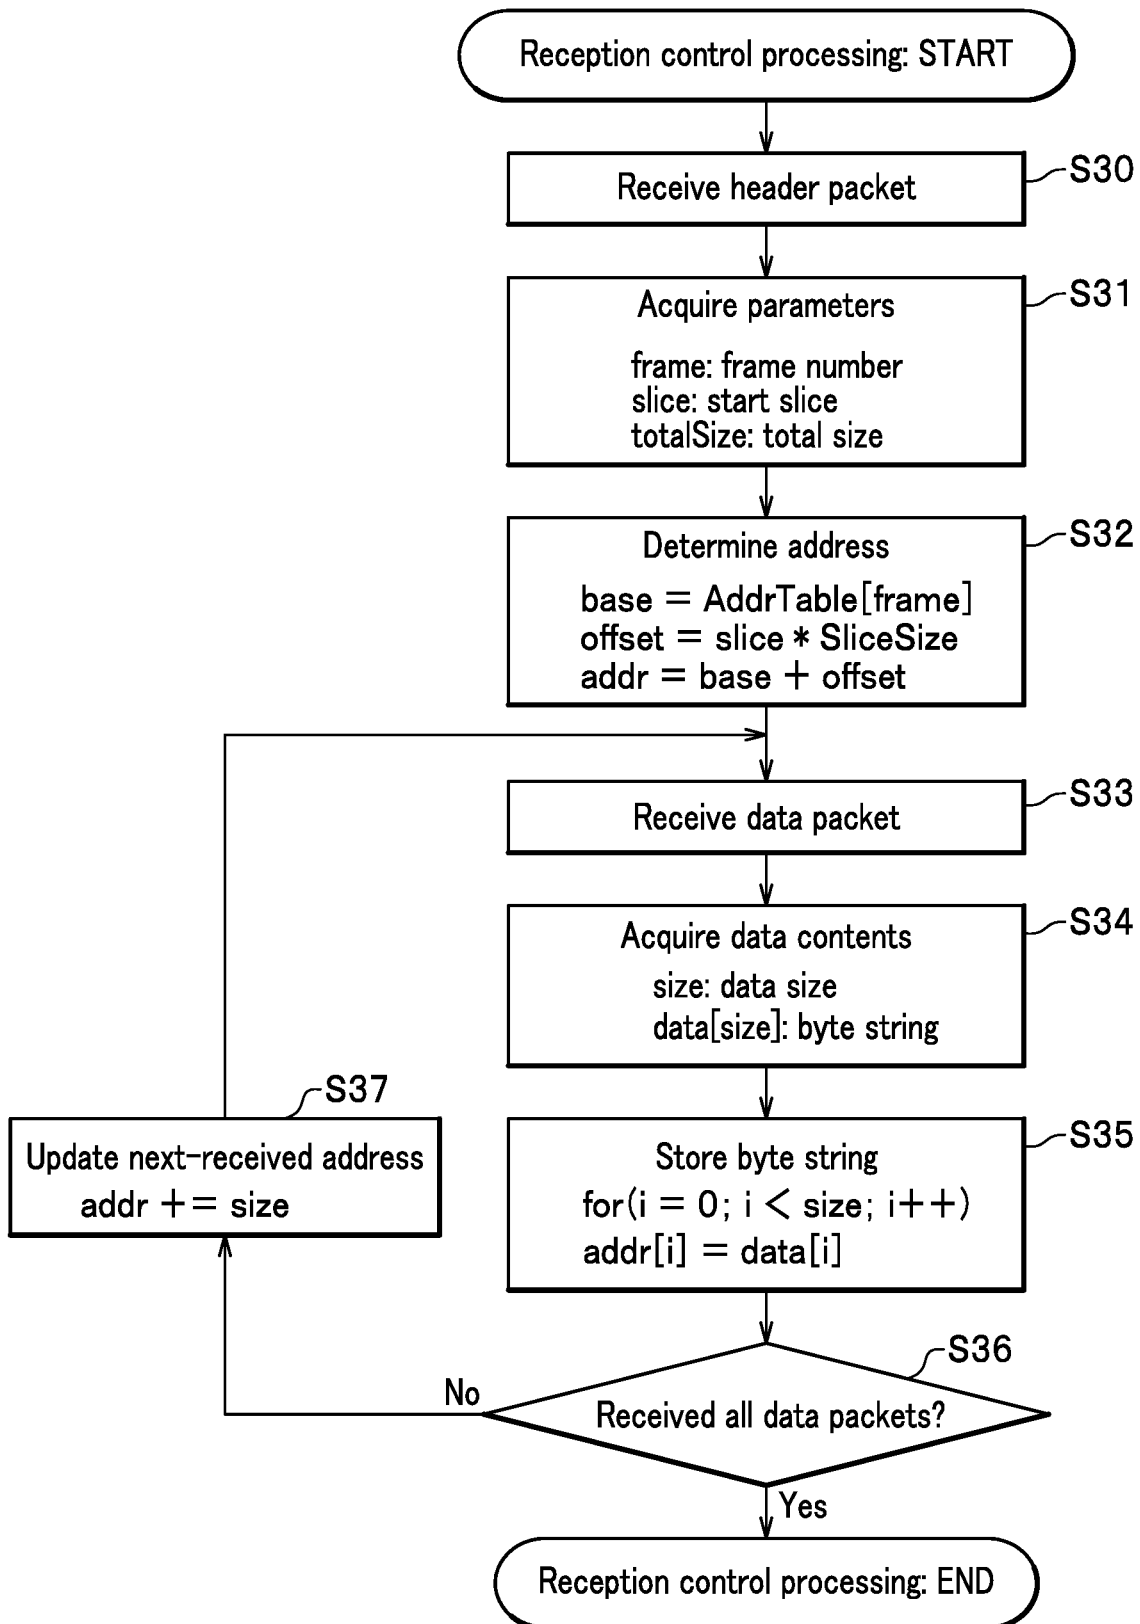 Reception control processing: START
Receive header packet
S30
Acquire parameters
S31
frame: frame number
slice: start slice
totalSize: total size
Determine address
S32
base = AddrTable[frame]
offset = slice * SliceSize
addr = base + offset
Receive data packet
S33
Acquire data contents
S34
size: data size
data[size]: byte string
S37
Update next-received address
addr += size
Store byte string
S35
for(i = 0; i < size; i++)
addr[i] = data[i]
S36
No
Received all data packets?
Yes
Reception control processing: END